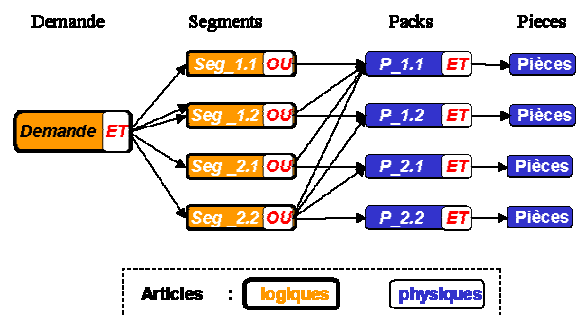 Demande Segments Packs Pieces
Seg_1.1 OU P_1.1 ET Pièces
Seg _1.2 OU P_1.2 ET Pièces
Demande ET
Seg _2.1 OU P_2.1 ET Pièces
Seg _2.2 OU P_2.2 ET Pièces
Articles : logiques physiques